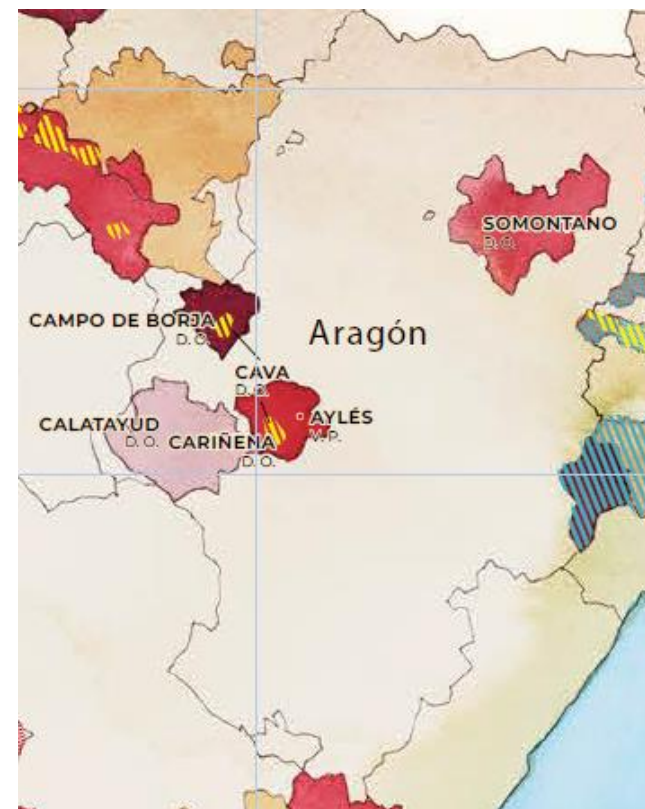 SOMONTANO
D. O.
CAMPO DE BORJA
D. O.
Aragón
CAVA
D. O.
CALATAYUD
D. O.
CARIÑENA
D. O.
AYLÉS
V. P.